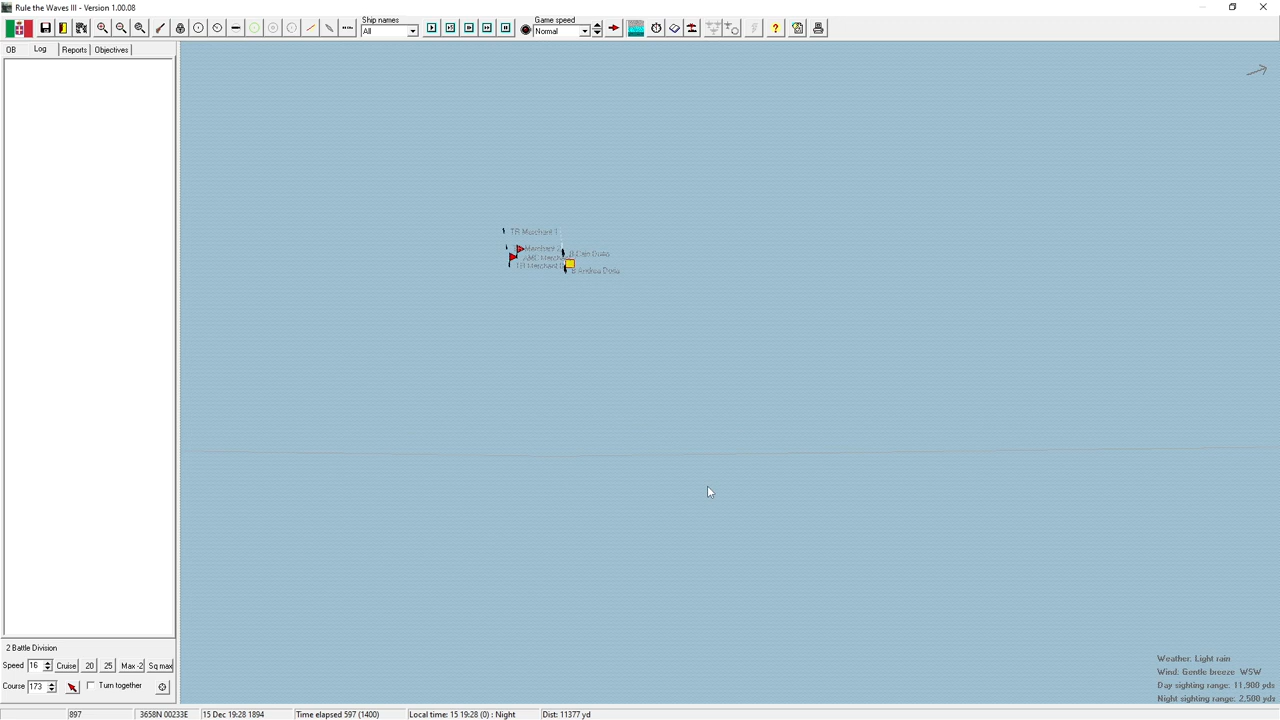 Rule the Waves III - Version 1.00.08
Ship names
All
Game speed
Normal
OB Log Reports Objectives
TR Merchant 1
Merchant
B Dandolo
AMC Merch
TR Merchant
B Andrea Doria
2 Battle Division
Speed 16 Cruise 20 25 Max -2 Sq max
Course 173 Turn together
Weather: Light rain
Wind: Gentle breeze WSW
Day sighting range: 11,900 yds
Night sighting range: 2,500 yds
897 3658N 00233E 15 Dec 19:28 1894 Time elapsed 597 (1400) Local time: 15 19:28 (0) : Night Dist: 11377 yd